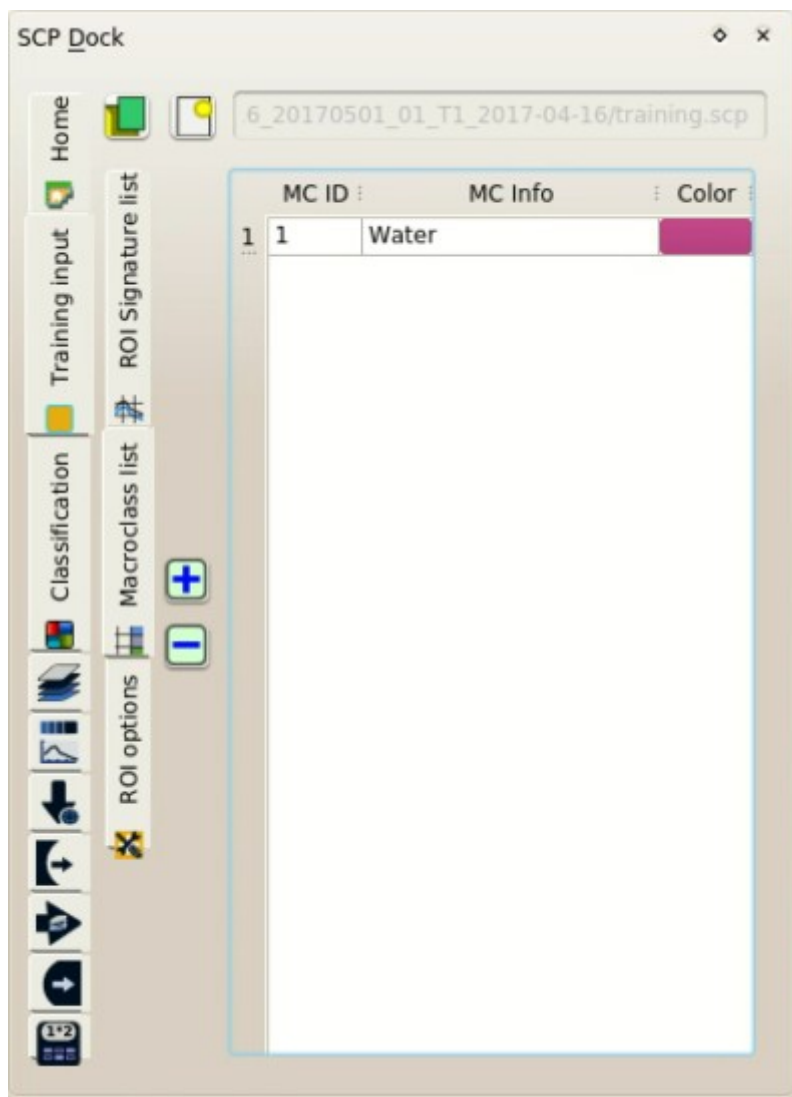 SCP Dock
6_20170501_01_T1_2017-04-16/training.scp
Home
Training input
Classification
ROI Signature list
Macroclass list
ROI options
MC ID MC Info Color
1 1 Water
1*2